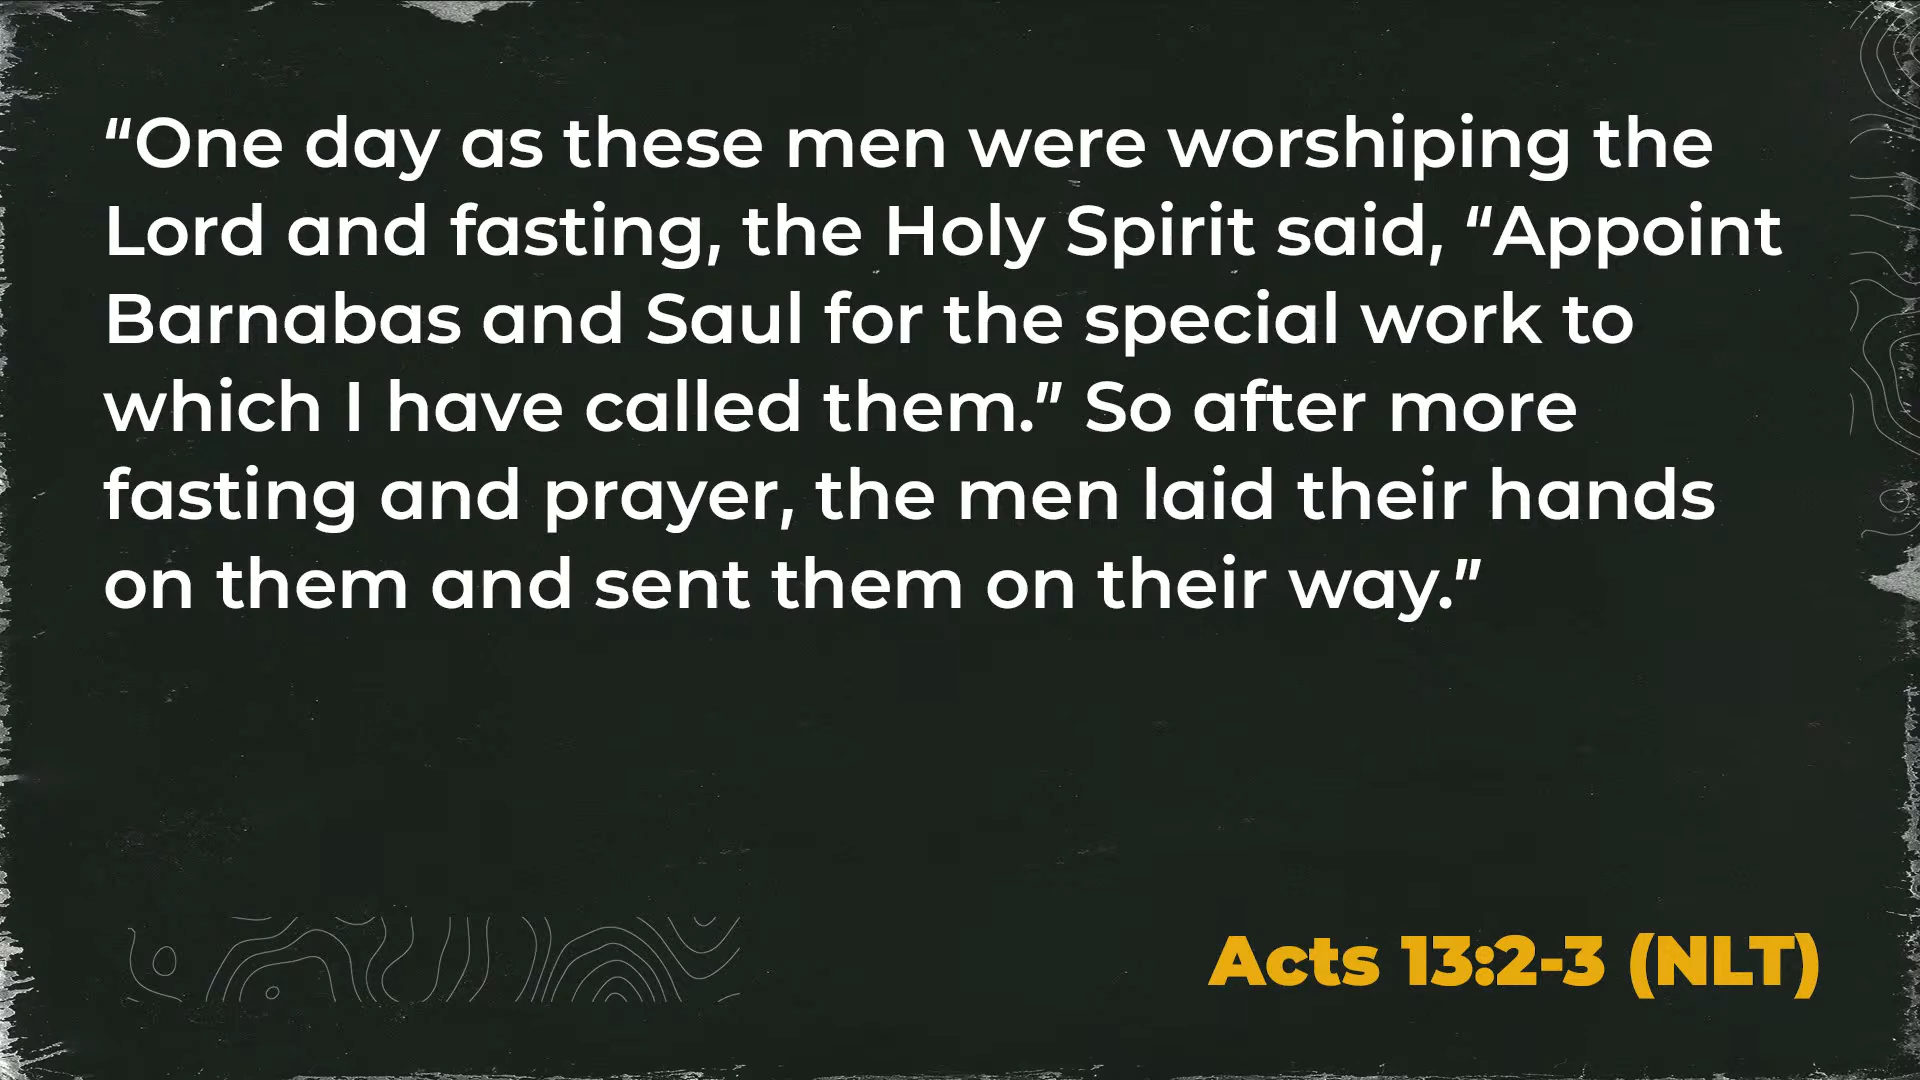 “One day as these men were worshiping the
Lord and fasting, the Holy Spirit said, “Appoint
Barnabas and Saul for the special work to
which I have called them.” So after more
fasting and prayer, the men laid their hands
on them and sent them on their way.”
Acts 13:2-3 (NLT)